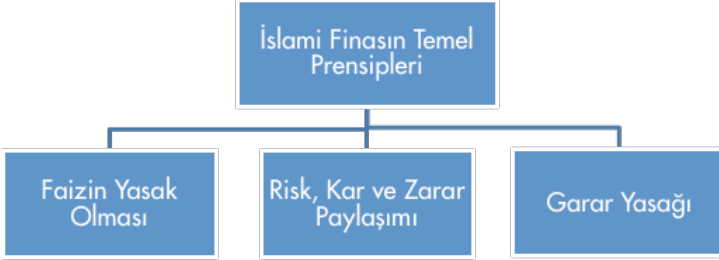 İslami Finasın Temel
Prensipleri
Faizin Yasak
Olması
Risk, Kar ve Zarar
Paylaşımı
Garar Yasağı